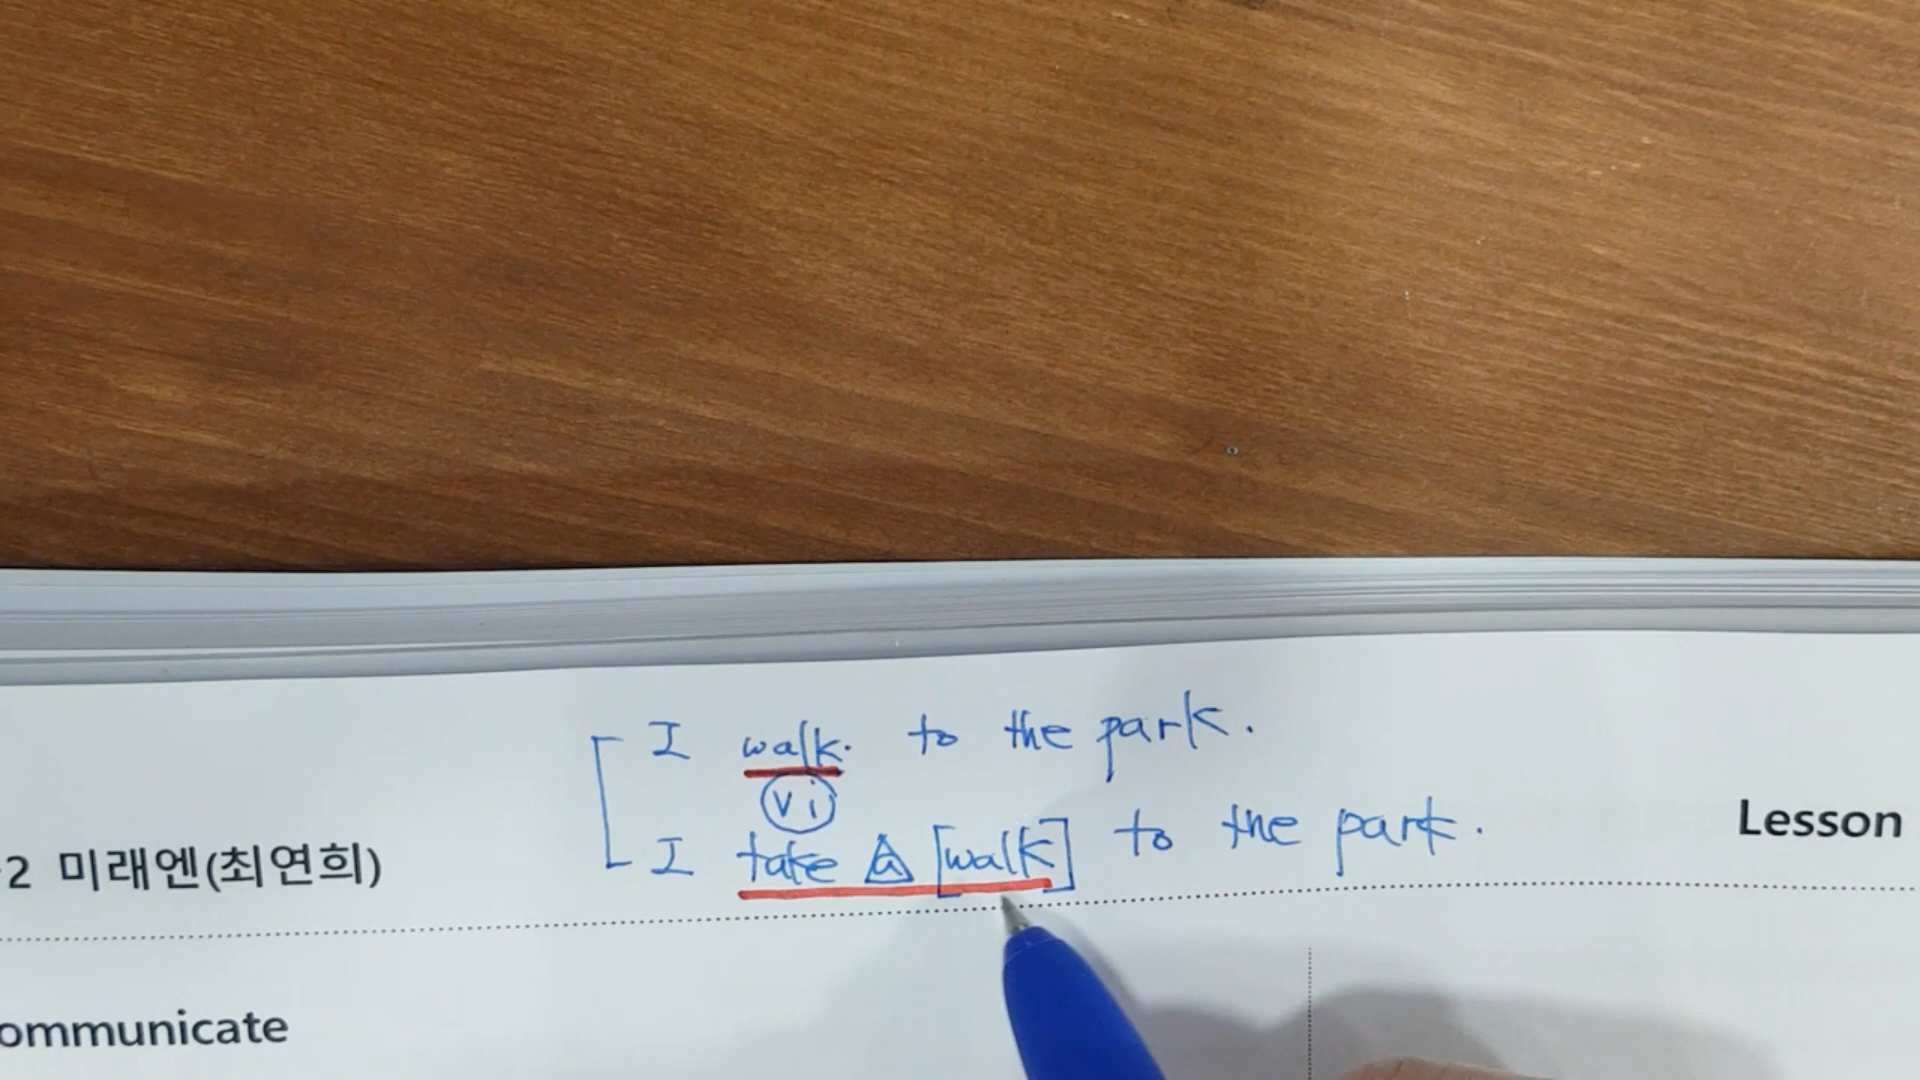 I walk. to the park.
vi
I take a [walk] to the park.
Lesson
-2 미래엔(최연희)
ommunicate